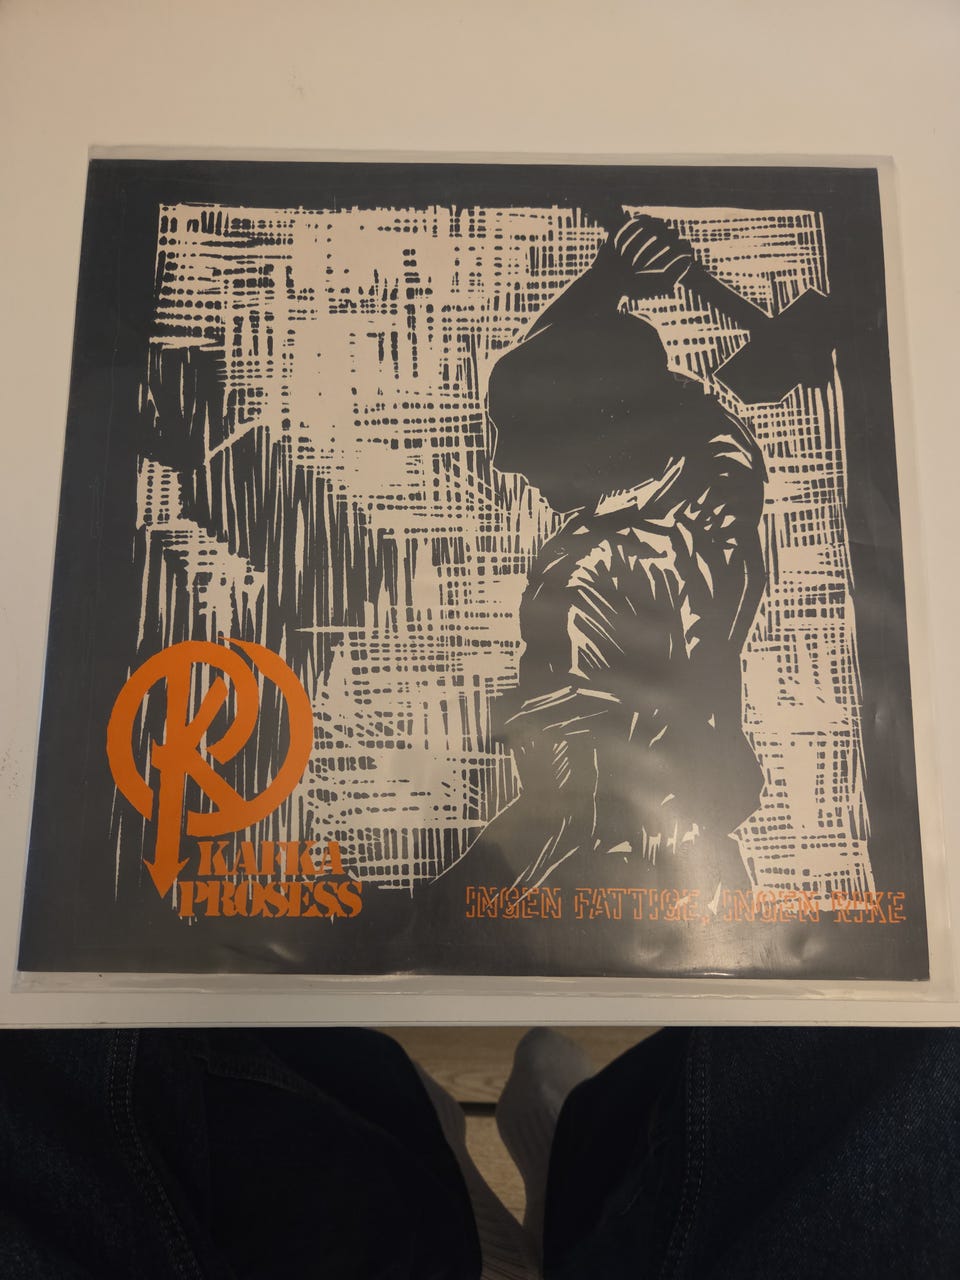 KAFKA
PROSESS
INGEN FATTIGE, INGEN RIKE